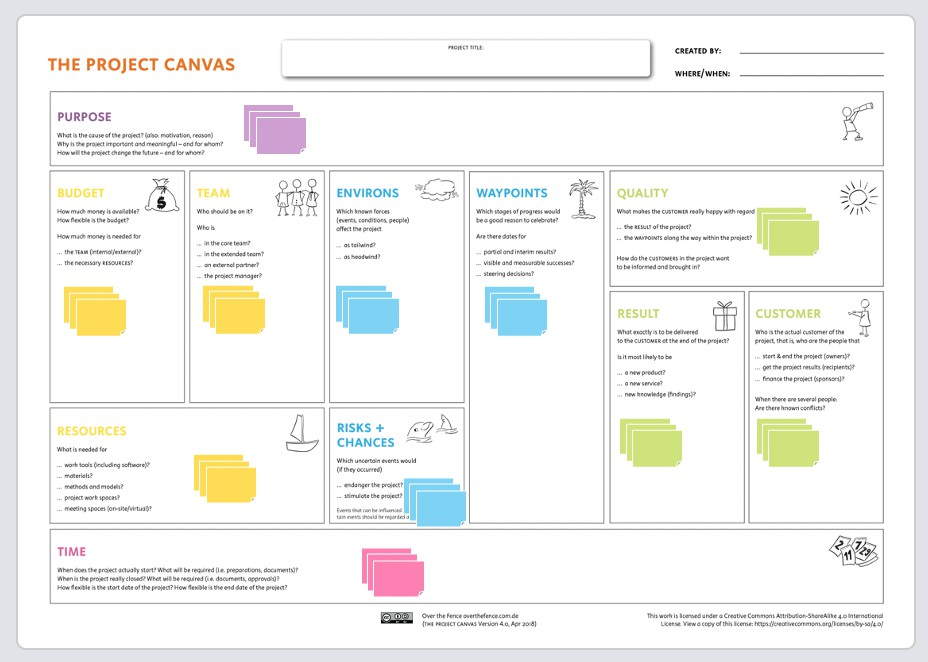 PROJECT TITLE:
THE PROJECT CANVAS
CREATED BY:
WHERE/WHEN:
PURPOSE
What is the cause of the project? (also: motivation, reason)
Why is the project important and meaningful – and for whom?
How will the project change the future – and for whom?
BUDGET
How much money is available?
How flexible is the budget?
How much money is needed for
... the TEAM (internal/external)?
... the necessary RESOURCES?
$
TEAM
Who should be on it?
Who is
... in the core team?
... in the extended team?
... an external partner?
... the project manager?
ENVIRONS
Which known forces
(events, conditions, people)
affect the project
... as tailwind?
... as headwind?
WAYPOINTS
Which stages of progress would
be a good reason to celebrate?
Are there dates for
... partial and interim results?
... visible and measurable successes?
... steering decisions?
QUALITY
What makes the CUSTOMER really happy with regard
... the RESULT of the project?
... the WAYPOINTS along the way within the project?
How do the CUSTOMERS in the project want
to be informed and brought in?
RESULT
What exactly is to be delivered
to the CUSTOMER at the end of the project?
Is it most likely to be
... a new product?
... a new service?
... new knowledge (findings)?
CUSTOMER
Who is the actual customer of the
project, that is, who are the people that
... start & end the project (owners)?
... get the project results (recipients)?
... finance the project (sponsors)?
When there are several people:
Are there known conflicts?
RESOURCES
What is needed for
... work tools (including software)?
... materials?
... methods and models?
... project work spaces?
... meeting spaces (on-site/virtual)?
RISKS +
CHANCES
Which uncertain events would
(if they occurred)
... endanger the project?
... stimulate the project?
Events that can be influenced
tain events should be regarded
TIME
When does the project actually start? What will be required (i.e. preparations, documents)?
When is the project really closed? What will be required (i.e. documents, approvals)?
How flexible is the start date of the project? How flexible is the end date of the project?
2 11 7 29
Over the fence overthefence.com.de
(THE PROJECT CANVAS Version 4.0, Apr 2018)
This work is licensed under a Creative Commons Attribution-ShareAlike 4.0 International
License. View a copy of this license: https://creativecommons.org/licenses/by-sa/4.0/